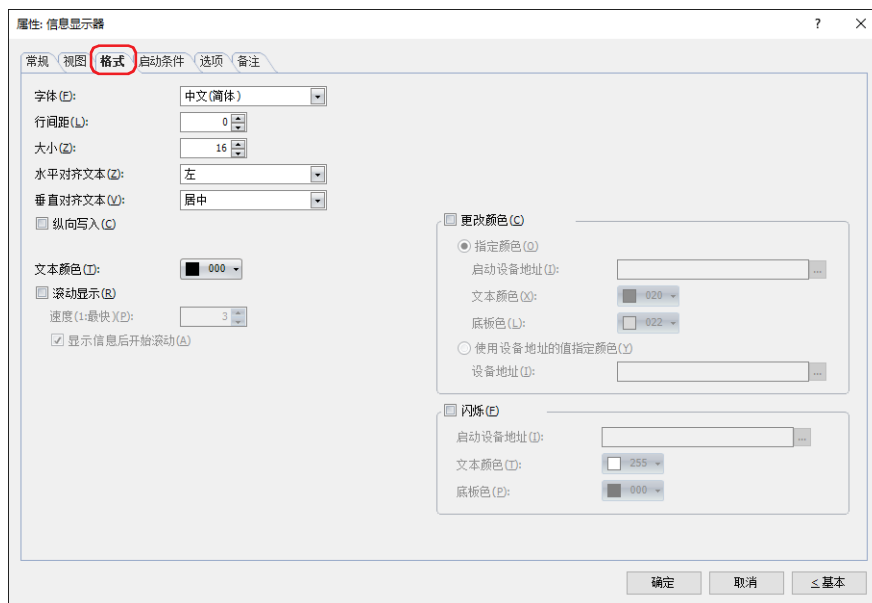 属性: 信息显示器
? ×
常规 视图 格式 启动条件 选项 备注
字体(F): 中文(简体)
行间距(L): 0
大小(Z): 16
水平对齐文本(Z): 左
垂直对齐文本(V): 居中
纵向写入(C)
文本颜色(T): 000
滚动显示(R)
速度(1:最快)(P): 3
显示信息后开始滚动(A)
更改颜色(C)
指定颜色(O)
启动设备地址(I): ...
文本颜色(X): 020
底板色(L): 022
使用设备地址的值指定颜色(Y)
设备地址(I): ...
闪烁(F)
启动设备地址(I): ...
文本颜色(T): 255
底板色(P): 000
确定 取消 <基本